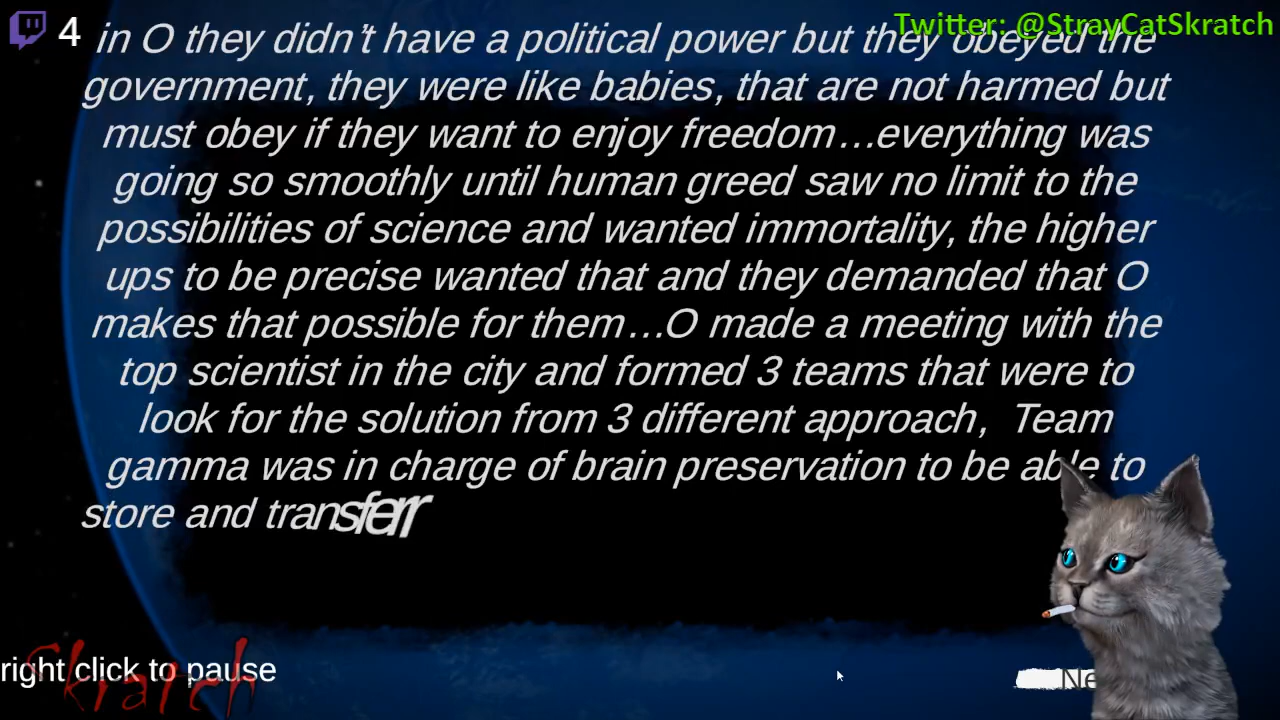 4
Twitter: @StrayCatSkratch
in O they didn't have a political power but they obeyed the
government, they were like babies, that are not harmed but
must obey if they want to enjoy freedom...everything was
going so smoothly until human greed saw no limit to the
possibilities of science and wanted immortality, the higher
ups to be precise wanted that and they demanded that O
makes that possible for them...O made a meeting with the
top scientist in the city and formed 3 teams that were to
look for the solution from 3 different approach,  Team
gamma was in charge of brain preservation to be able to
store and transferr
Skratch
right click to pause
Ne